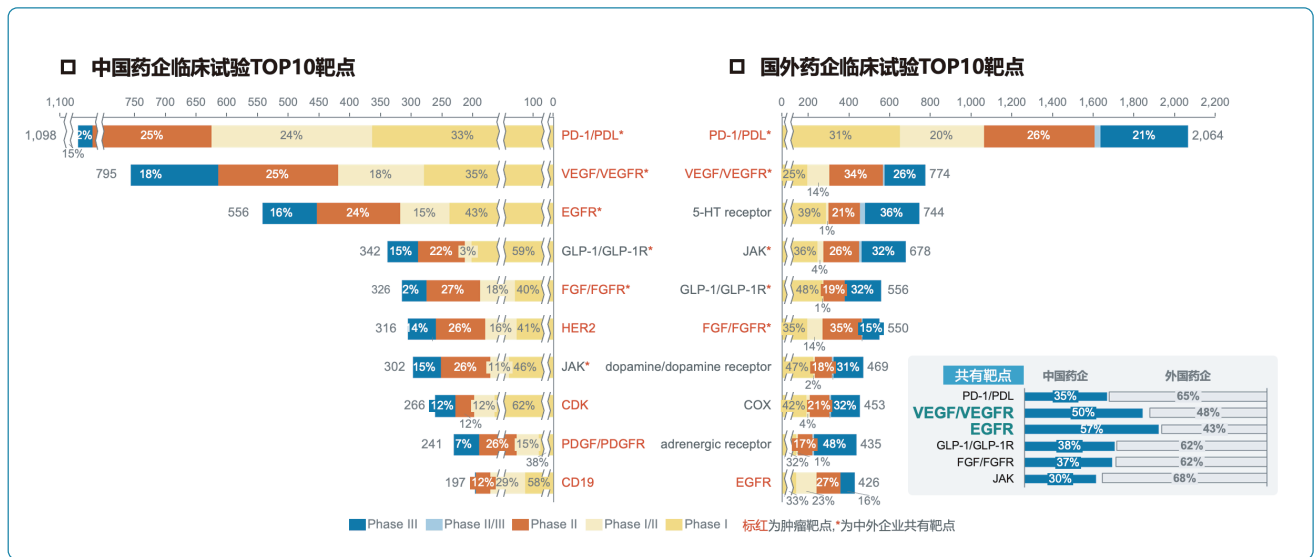 中国药企临床试验TOP10靶点
1,100 750 700 650 600 550 500 450 400 350 300 250 200 100 0
1,098 2% 25% 24% 33% PD-1/PDL*
15%
795 18% 25% 18% 35% VEGF/VEGFR*
556 16% 24% 15% 43% EGFR*
342 15% 22% 3% 59% GLP-1/GLP-1R*
326 2% 27% 18% 40% FGF/FGFR*
316 14% 26% 16% 41% HER2
302 15% 26% 11% 46% JAK*
266 12% 12% 62% CDK
12%
241 7% 26% 15% PDGF/PDGFR
38%
197 12% 29% 58% CD19
国外药企临床试验TOP10靶点
0 200 400 600 800 1,000 1,200 1,400 1,600 1,800 2,000 2,200
PD-1/PDL* 31% 20% 26% 21% 2,064
VEGF/VEGFR* 25% 34% 26% 774
14%
5-HT receptor 39% 21% 36% 744
1%
JAK* 36% 26% 32% 678
4%
GLP-1/GLP-1R* 48% 19% 32% 556
1%
FGF/FGFR* 35% 35% 15% 550
14%
dopamine/dopamine receptor 47% 18% 31% 469
2%
COX 42% 21% 32% 453
4%
adrenergic receptor 17% 48% 435
32% 1%
EGFR 27% 426
33% 23% 16%
共有靶点 中国药企 外国药企
PD-1/PDL 35% 65%
VEGF/VEGFR 50% 48%
EGFR 57% 43%
GLP-1/GLP-1R 38% 62%
FGF/FGFR 37% 62%
JAK 30% 68%
Phase III Phase II/III Phase II Phase I/II Phase I 标红为肿瘤靶点,*为中外企业共有靶点